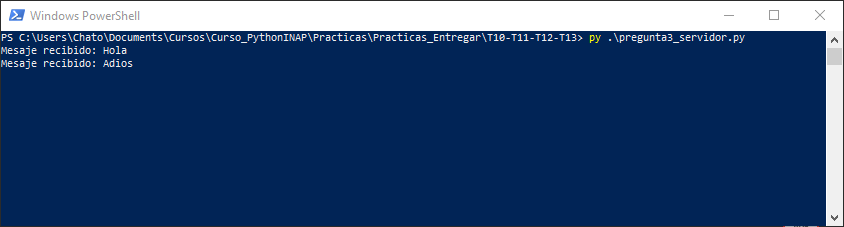 Windows PowerShell
PS C:\Users\Chato\Documents\Cursos\Curso_PythonINAP\Practicas\Practicas_Entregar\T10-T11-T12-T13> py .\pregunta3_servidor.py
Mesaje recibido: Hola
Mesaje recibido: Adios